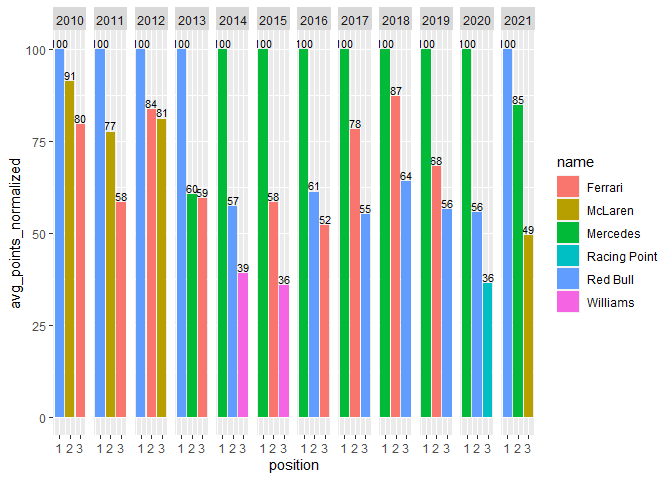 2010 2011 2012 2013 2014 2015 2016 2017 2018 2019 2020 2021
100 100 100 100 100 100 100 100 100 100 100 100
91 80 77 58 84 81 60 59 57 39 58 36 61 52 78 55 87 64 68 56 56 36 85 49
100
75
50
25
0
avg_points_normalized
1 2 3 1 2 3 1 2 3 1 2 3 1 2 3 1 2 3 1 2 3 1 2 3 1 2 3 1 2 3 1 2 3 1 2 3
position
name
Ferrari
McLaren
Mercedes
Racing Point
Red Bull
Williams